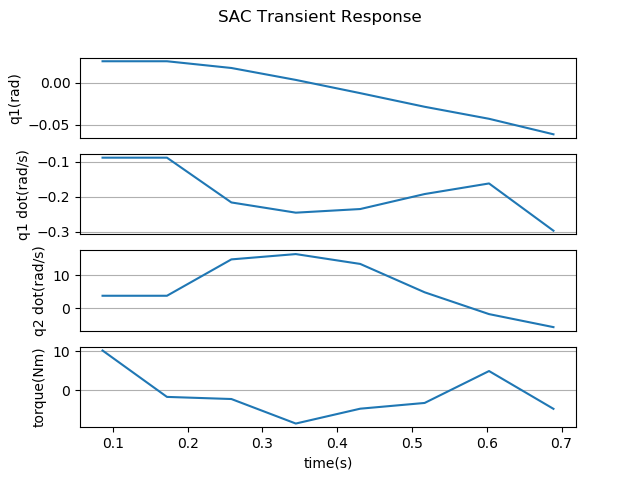 SAC Transient Response
q1(rad)
0.00
−0.05
q1 dot(rad/s)
−0.1
−0.2
−0.3
q2 dot(rad/s)
10
0
torque(Nm)
10
0
0.1 0.2 0.3 0.4 0.5 0.6 0.7
time(s)